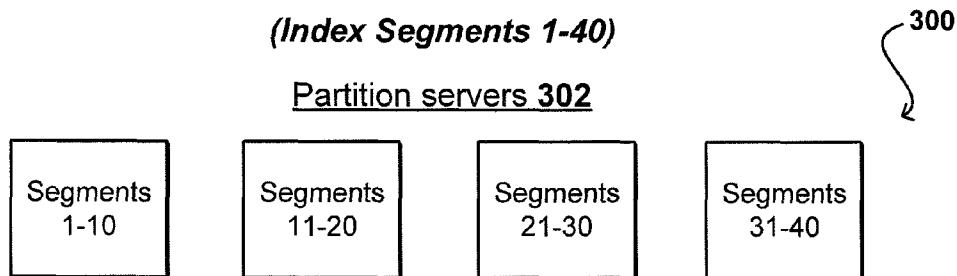 (Index Segments 1-40)
300
Partition servers 302
Segments
1-10
Segments
11-20
Segments
21-30
Segments
31-40